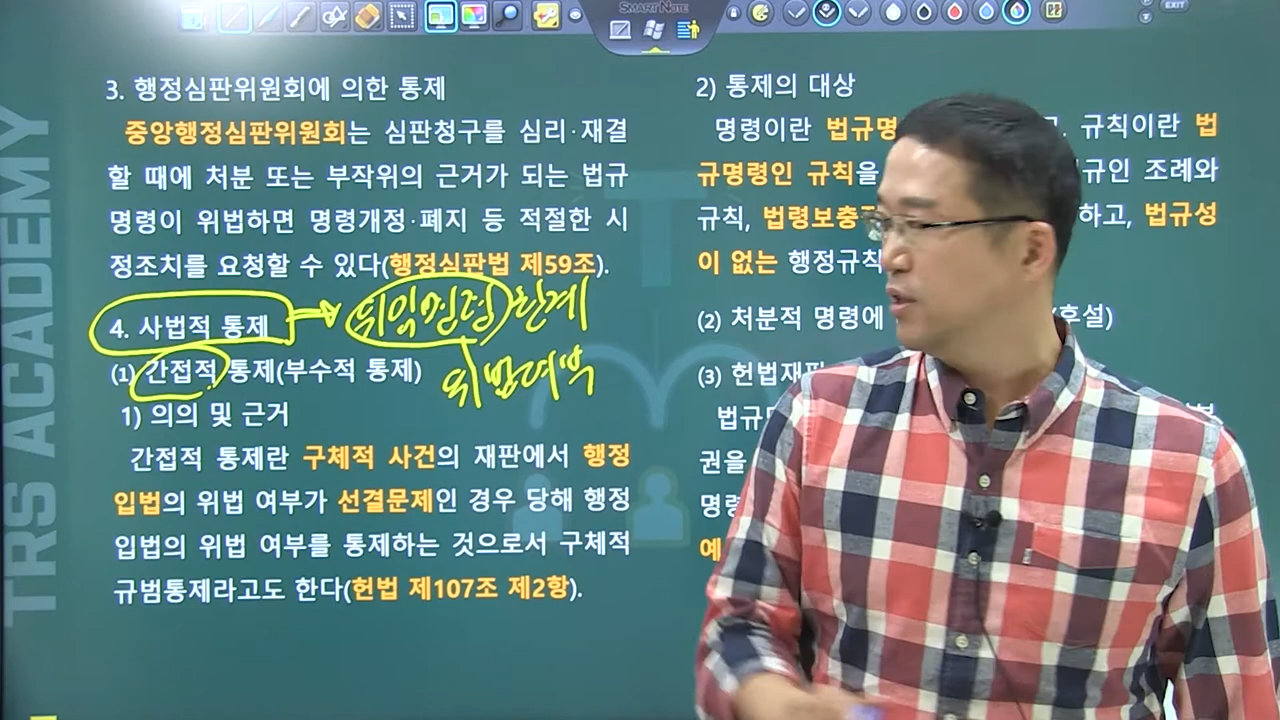 SMART NOTE
EXIT
TRS ACADEMY
3. 행정심판위원회에 의한 통제
중앙행정심판위원회는 심판청구를 심리·재결
할 때에 처분 또는 부작위의 근거가 되는 법규
명령이 위법하면 명령개정·폐지 등 적절한 시
정조치를 요청할 수 있다(행정심판법 제59조).
4. 사법적 통제
위임명령 단계
위법여부
(1) 간접적 통제(부수적 통제)
1) 의의 및 근거
간접적 통제란 구체적 사건의 재판에서 행정
입법의 위법 여부가 선결문제인 경우 당해 행정
입법의 위법 여부를 통제하는 것으로서 구체적
규범통제라고도 한다(헌법 제107조 제2항).
2) 통제의 대상
명령이란 법규명 규칙이란 법
규명령인 규칙을 규인 조례와
규칙, 법령보충 하고, 법규성
이 없는 행정규칙
(2) 처분적 명령에 (후설)
(3) 헌법재판
법규
권을
명령
예